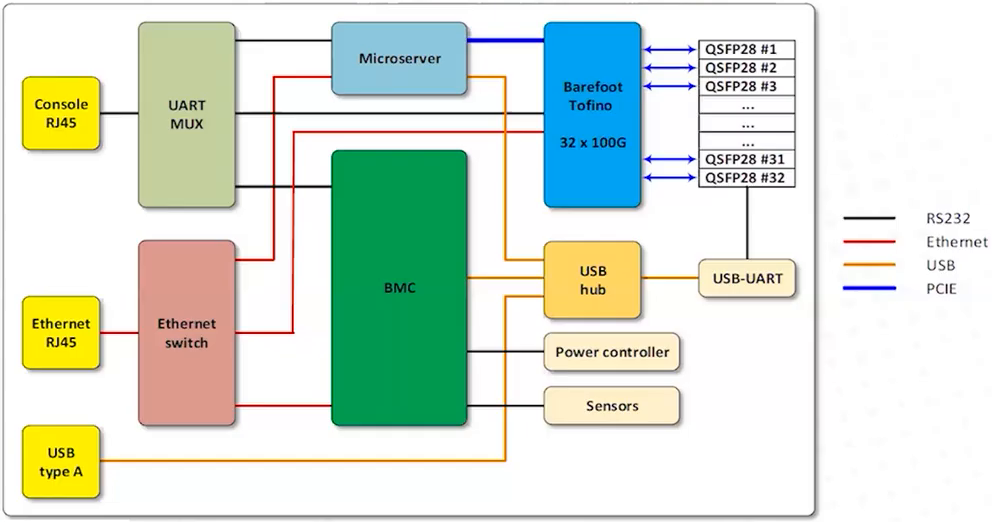 Console
RJ45
UART
MUX
Microserver
Barefoot
Tofino
32 x 100G
QSFP28 #1
QSFP28 #2
QSFP28 #3
...
...
...
QSFP28 #31
QSFP28 #32
Ethernet
RJ45
Ethernet
switch
BMC
USB
hub
USB-UART
Power controller
Sensors
USB
type A
RS232
Ethernet
USB
PCIE